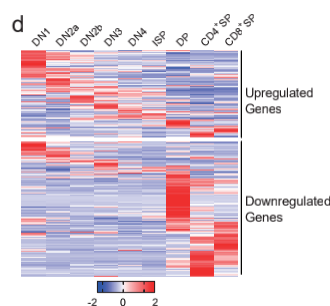 d
DN1 DN2a DN2b DN3 DN4 ISP DP CD4+SP CD8+SP
Upregulated
Genes
Downregulated
Genes
-2 0 2